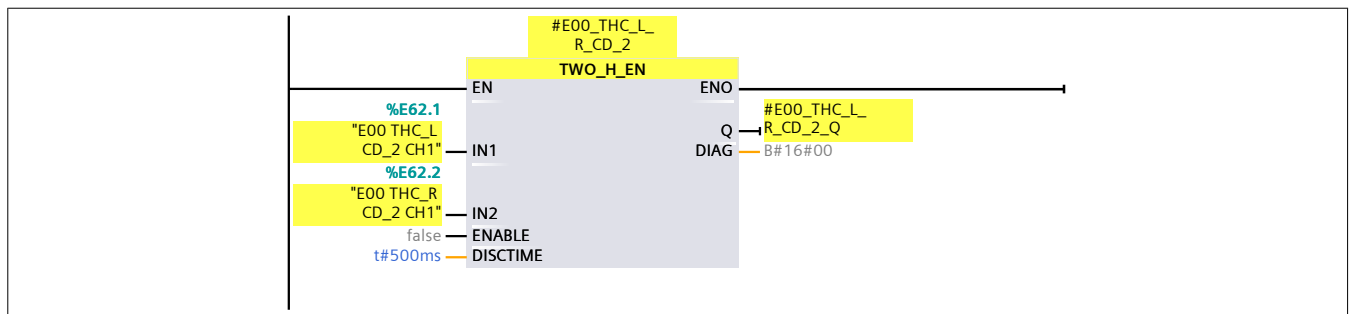 #E00_THC_L_
R_CD_2
TWO_H_EN
EN
ENO
%E62.1
#E00_THC_L_
"E00 THC_L
Q
R_CD_2_Q
CD_2 CH1"
IN1
DIAG
B#16#00
%E62.2
"E00 THC_R
CD_2 CH1"
IN2
false
ENABLE
t#500ms
DISCTIME